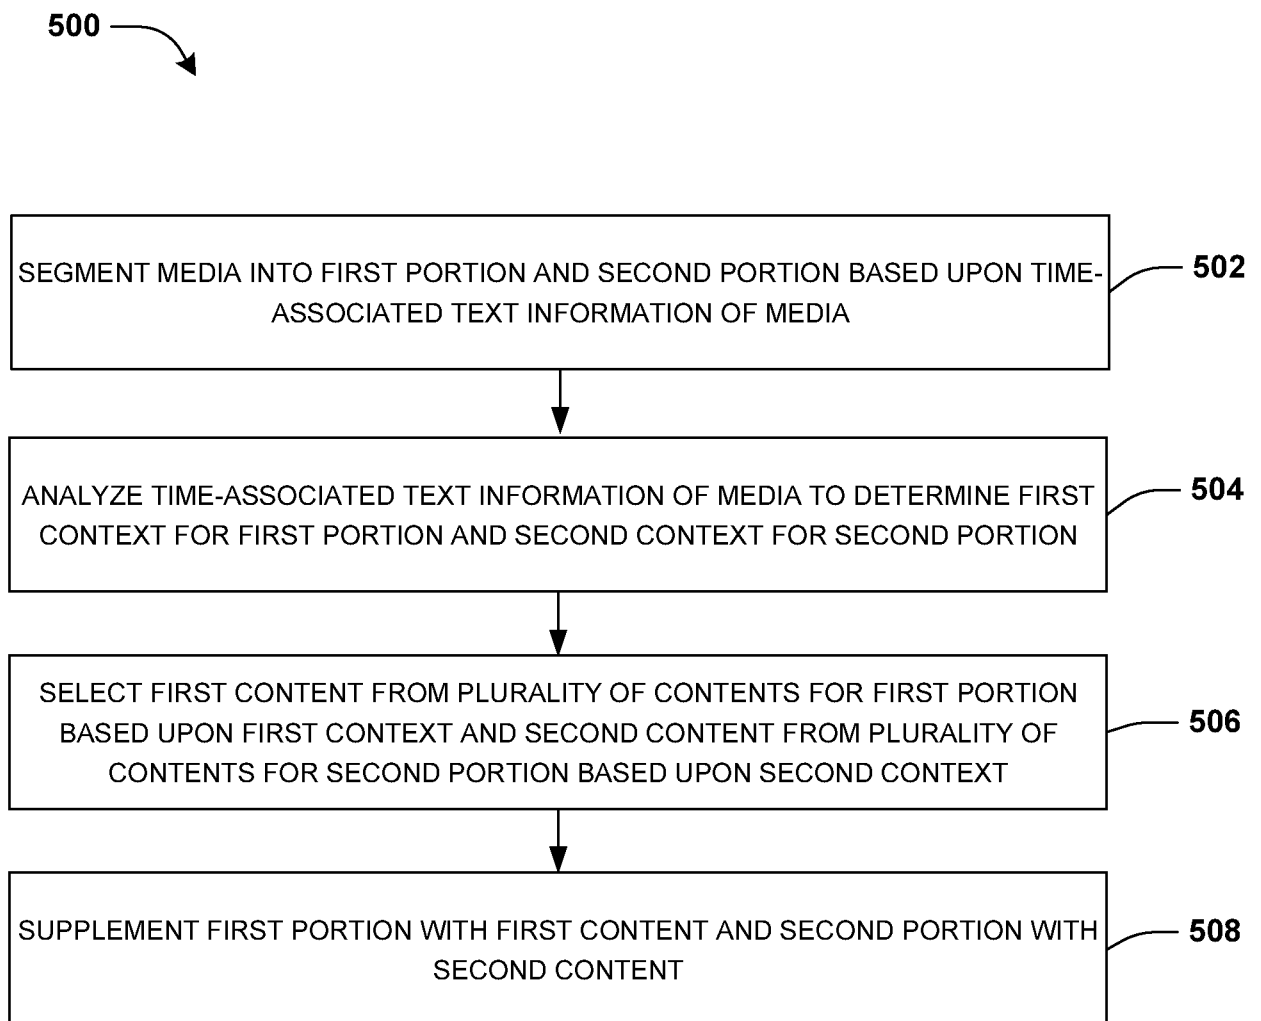 500
SEGMENT MEDIA INTO FIRST PORTION AND SECOND PORTION BASED UPON TIME-
ASSOCIATED TEXT INFORMATION OF MEDIA
502
ANALYZE TIME-ASSOCIATED TEXT INFORMATION OF MEDIA TO DETERMINE FIRST
CONTEXT FOR FIRST PORTION AND SECOND CONTEXT FOR SECOND PORTION
504
SELECT FIRST CONTENT FROM PLURALITY OF CONTENTS FOR FIRST PORTION
BASED UPON FIRST CONTEXT AND SECOND CONTENT FROM PLURALITY OF
CONTENTS FOR SECOND PORTION BASED UPON SECOND CONTEXT
506
SUPPLEMENT FIRST PORTION WITH FIRST CONTENT AND SECOND PORTION WITH
SECOND CONTENT
508